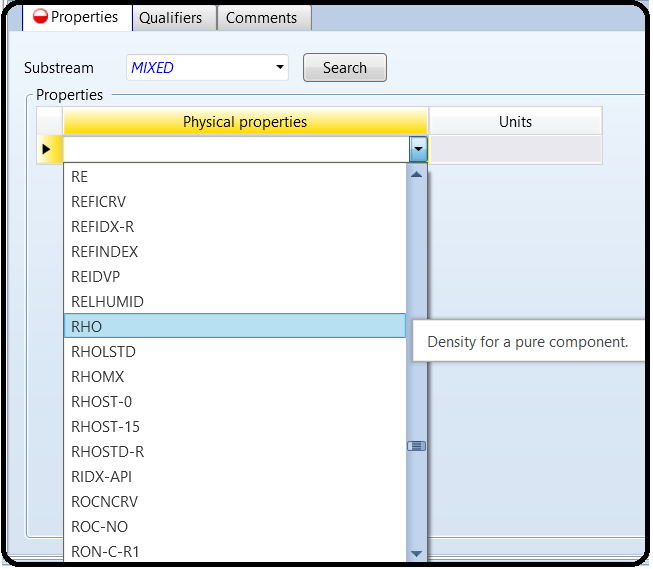 Properties Qualifiers Comments
Substream MIXED Search
Properties
Physical properties Units
RE
REFICRV
REFIDX-R
REFINDEX
REIDVP
RELHUMID
RHO
Density for a pure component.
RHOLSTD
RHOMX
RHOST-0
RHOST-15
RHOSTD-R
RIDX-API
ROCNCRV
ROC-NO
RON-C-R1